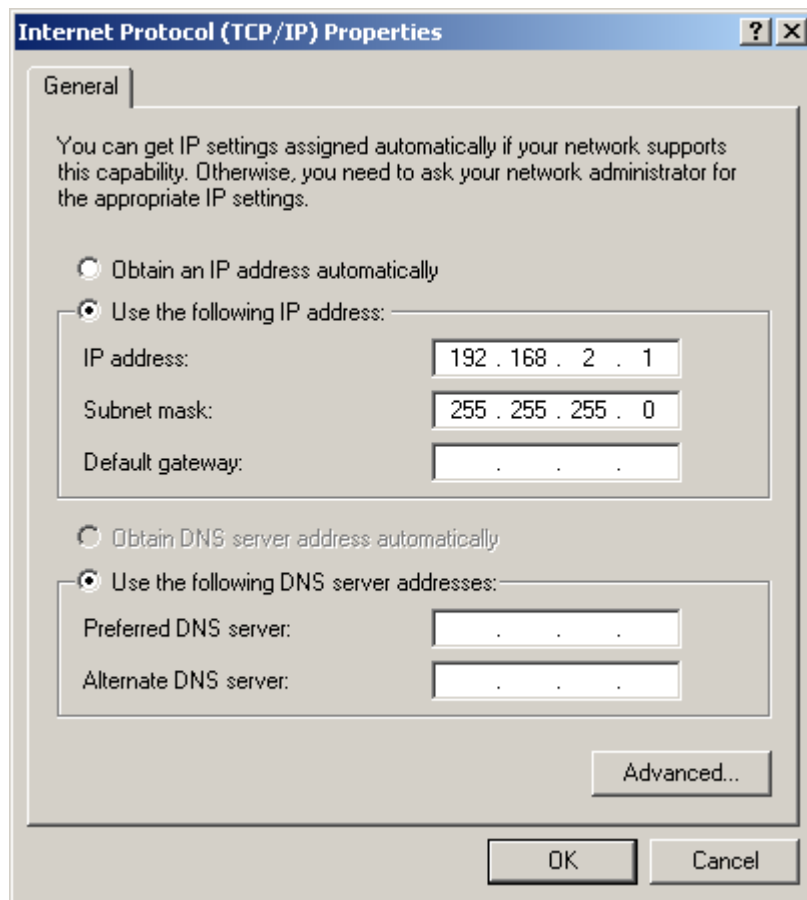 Internet Protocol (TCP/IP) Properties
General
You can get IP settings assigned automatically if your network supports
this capability. Otherwise, you need to ask your network administrator for
the appropriate IP settings.
Obtain an IP address automatically
Use the following IP address:
IP address: 192 . 168 . 2 . 1
Subnet mask: 255 . 255 . 255 . 0
Default gateway: . . .
Obtain DNS server address automatically
Use the following DNS server addresses:
Preferred DNS server: . . .
Alternate DNS server: . . .
Advanced...
OK Cancel